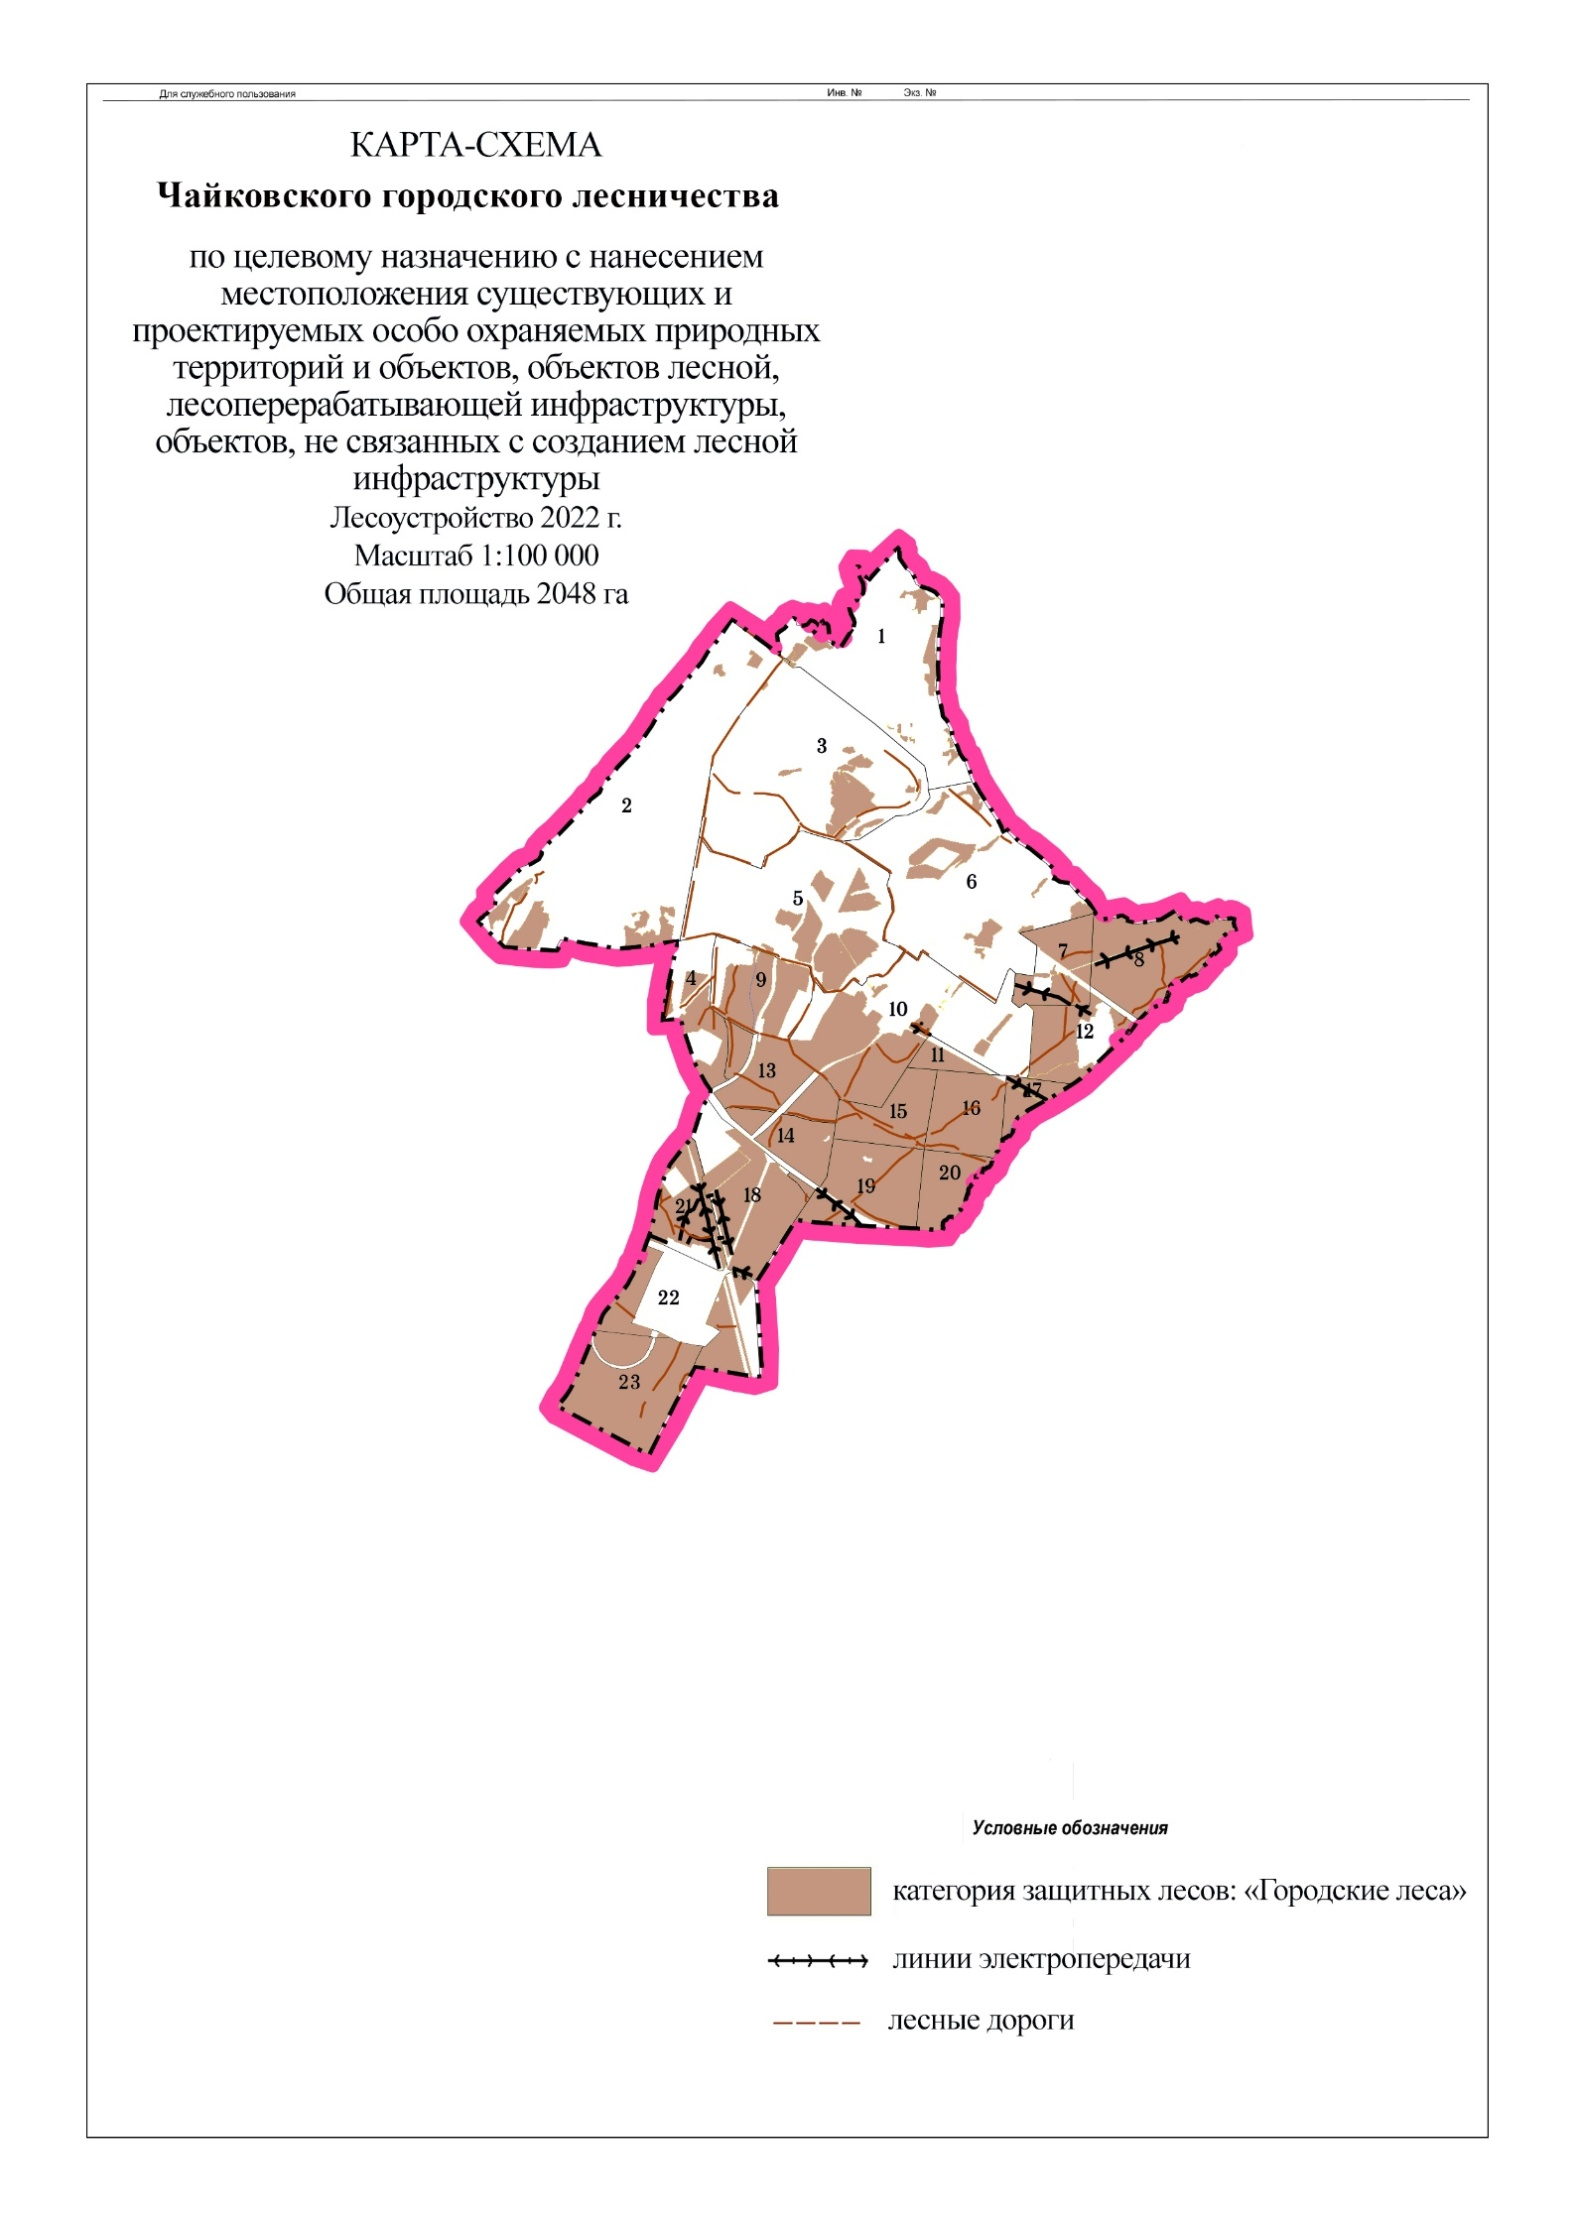 Для служебного пользования Инв. № Экз. №
КАРТА-СХЕМА
Чайковского городского лесничества
по целевому назначению с нанесением
местоположения существующих и
проектируемых особо охраняемых природных
территорий и объектов, объектов лесной,
лесоперерабатывающей инфраструктуры,
объектов, не связанных с созданием лесной
инфраструктуры
Лесоустройство 2022 г.
Масштаб 1:100 000
Общая площадь 2048 га
1
3
2
6
5
7
8
4
9
10
12
11
13
17
16
15
14
20
19
18
21
22
23
Условные обозначения
категория защитных лесов: «Городские леса»
линии электропередачи
лесные дороги